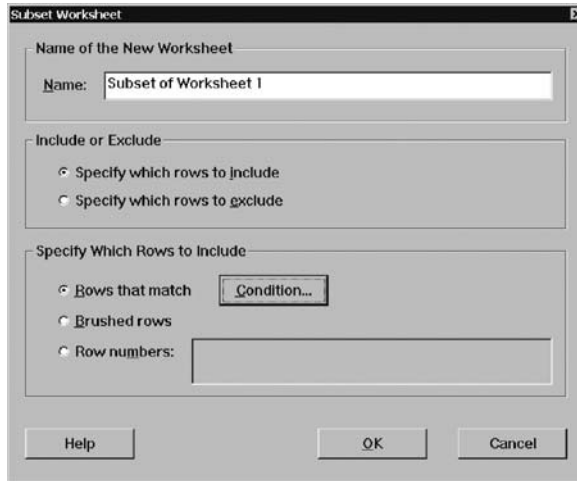 Subset Worksheet
Name of the New Worksheet
Name: Subset of Worksheet 1
Include or Exclude
Specify which rows to include
Specify which rows to exclude
Specify Which Rows to Include
Rows that match Condition...
Brushed rows
Row numbers:
Help OK Cancel